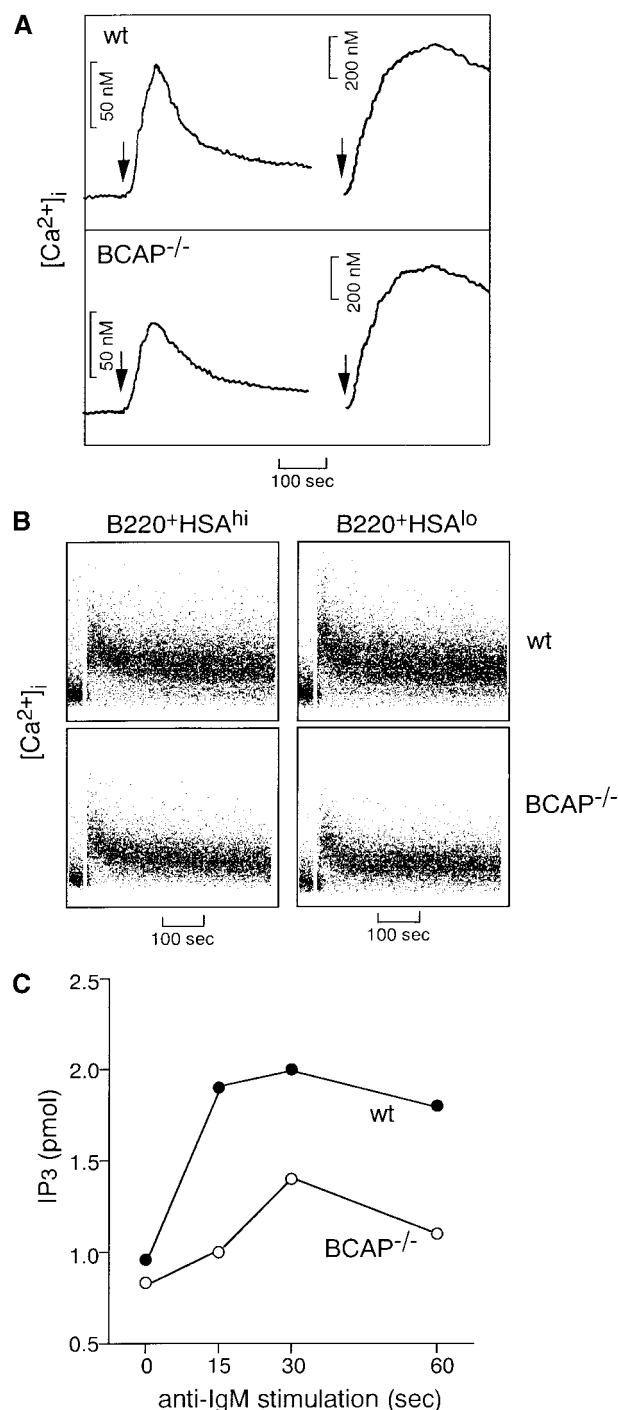 A
wt
50 nM
200 nM
[Ca2+]i
BCAP-/-
50 nM
200 nM
100 sec
B
B220+HSAhi
B220+HSAlo
wt
[Ca2+]i
BCAP-/-
100 sec
100 sec
C
2.5
2.0
1.5
1.0
0.5
IP3 (pmol)
wt
BCAP-/-
0
15
30
60
anti-IgM stimulation (sec)